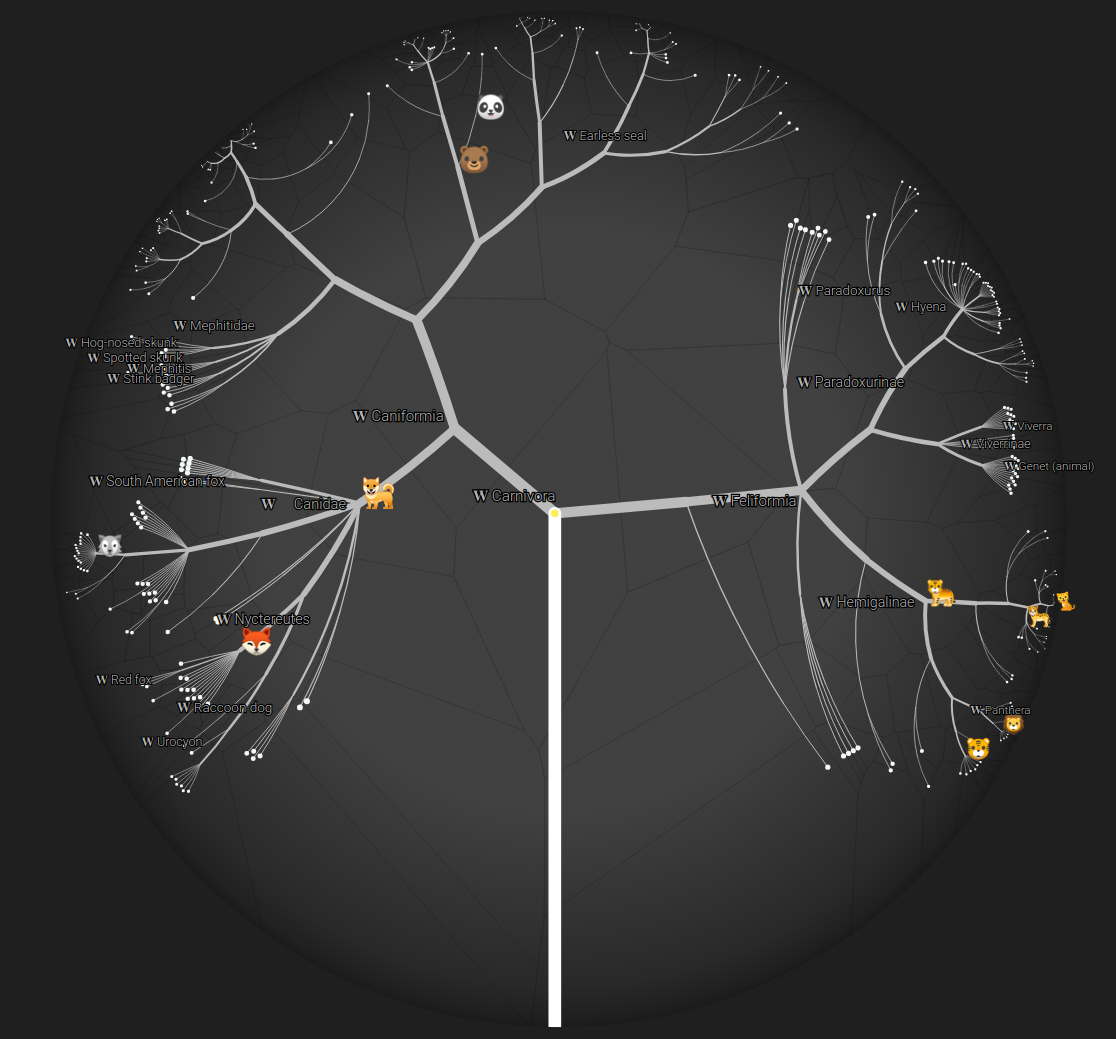 W Earless seal
W Paradoxurus
W Hyena
W Mephitidae
W Hog-nosed skunk
W Spotted skunk
W Mephitis
W Stink badger
W Paradoxurinae
W Caniformia
W Viverra
W Viverrinae
W Genet (animal)
W South American fox
W Carnivora
W Feliformia
W Canidae
W Hemigalinae
W Nyctereutes
W Red fox
W Raccoon dog
W Panthera
W Urocyon